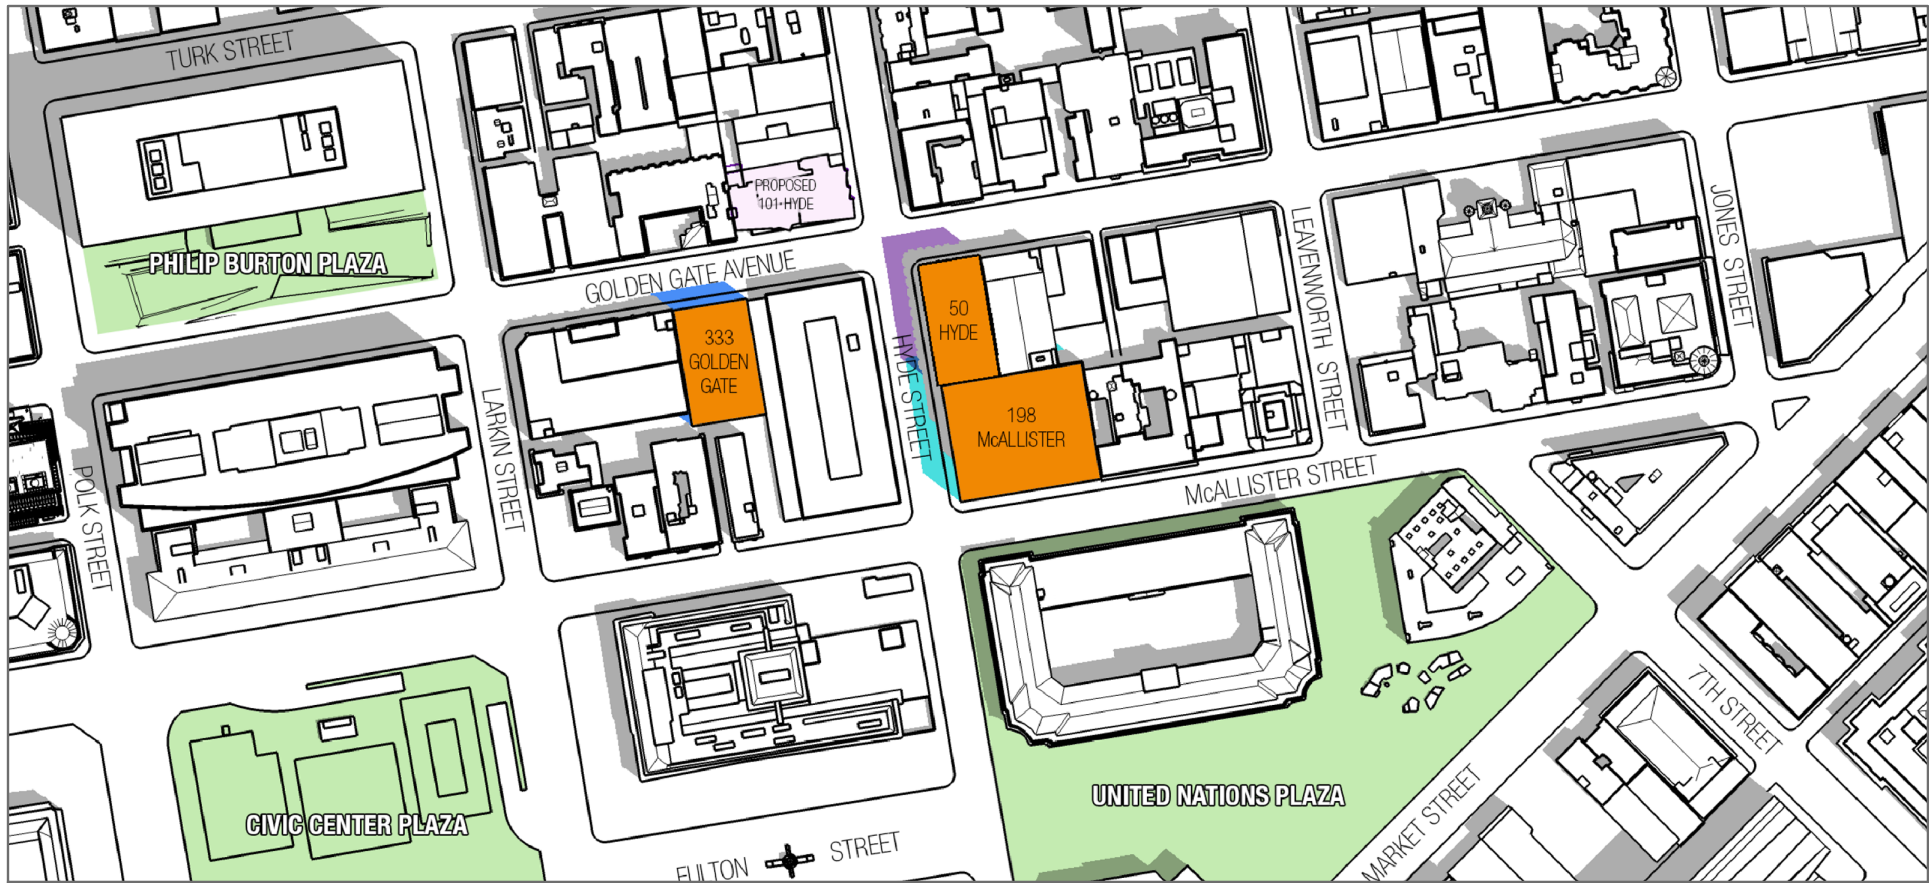 TURK STREET
PROPOSED
101 HYDE
JONES STREET
LEAVENWORTH STREET
PHILIP BURTON PLAZA
GOLDEN GATE AVENUE
50
HYDE
333
GOLDEN
GATE
HYDE STREET
LARKIN STREET
198
McALLISTER
POLK STREET
McALLISTER STREET
7TH STREET
UNITED NATIONS PLAZA
CIVIC CENTER PLAZA
MARKET STREET
FULTON STREET